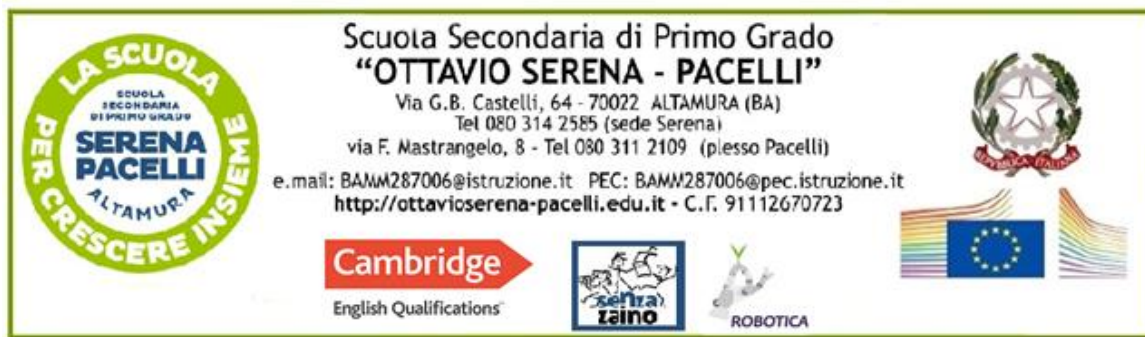 LA SCUOLA
PER CRESCERE INSIEME
SCUOLA
SECONDARIA
DI PRIMO GRADO
SERENA
PACELLI
ALTAMURA
Scuola Secondaria di Primo Grado
“OTTAVIO SERENA - PACELLI”
Via G.B. Castelli, 64 - 70022 ALTAMURA (BA)
Tel 080 314 2585 (sede Serena)
via F. Mastrangelo, 8 - Tel 080 311 2109 (plesso Pacelli)
e.mail: BAMM287006@istruzione.it PEC: BAMM287006@pec.istruzione.it
http://ottavioserena-pacelli.edu.it - C.F. 91112670723
REPVBBLICA ITALIANA
Cambridge
English Qualifications
senza
zaino
ROBOTICA